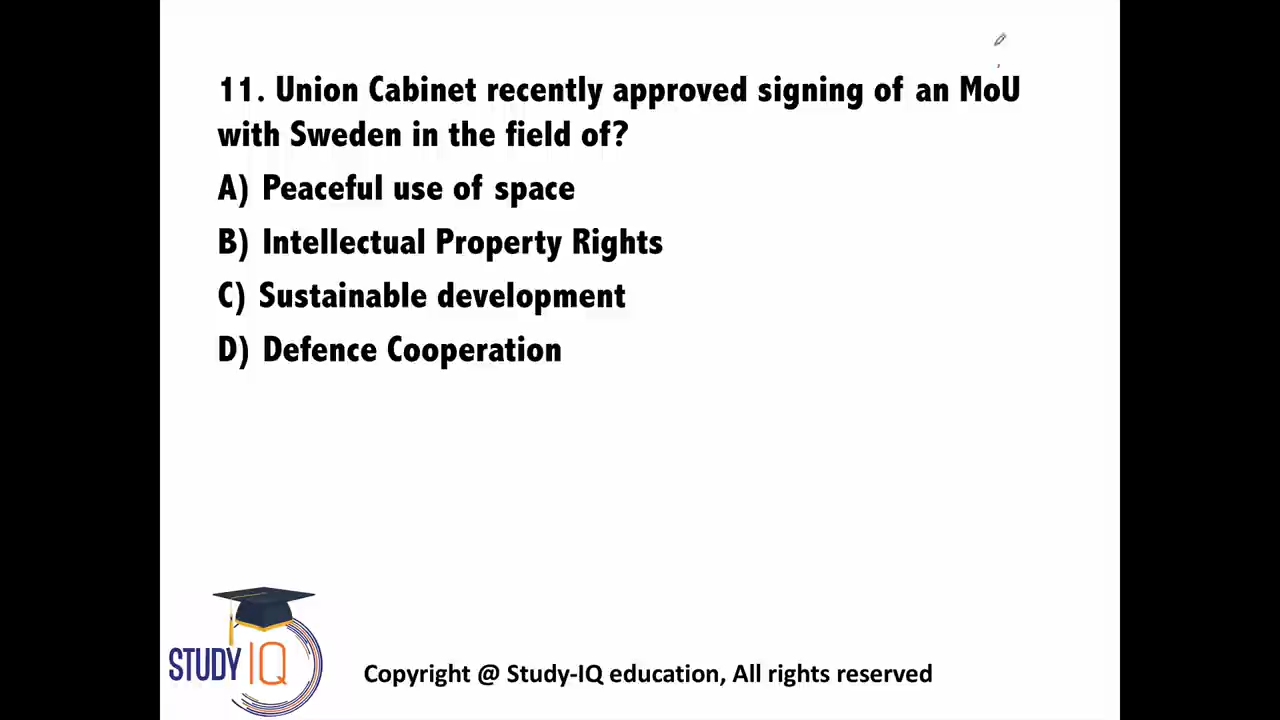 11. Union Cabinet recently approved signing of an MoU
with Sweden in the field of?
A) Peaceful use of space
B) Intellectual Property Rights
C) Sustainable development
D) Defence Cooperation
STUDY IQ
Copyright @ Study-IQ education, All rights reserved